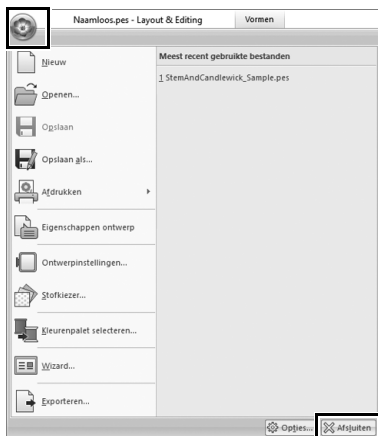 Naamloos.pes - Layout & Editing Vormen
Nieuw
Openen...
Opslaan
Opslaan als...
Afdrukken
Eigenschappen ontwerp
Ontwerpinstellingen...
Stofkiezer...
Kleurenpalet selecteren...
Wizard...
Exporteren...
Meest recent gebruikte bestanden
1 StemAndCandlewick_Sample.pes
Opties... Afsluiten